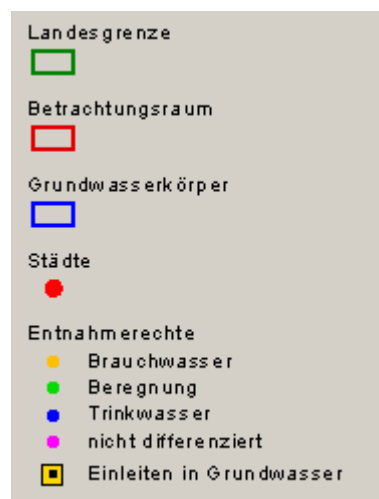 Landesgrenze
Betrachtungsraum
Grundwasserkörper
Städte
Entnahmerechte
Brauchwasser
Beregnung
Trinkwasser
nicht differenziert
Einleiten in Grundwasser